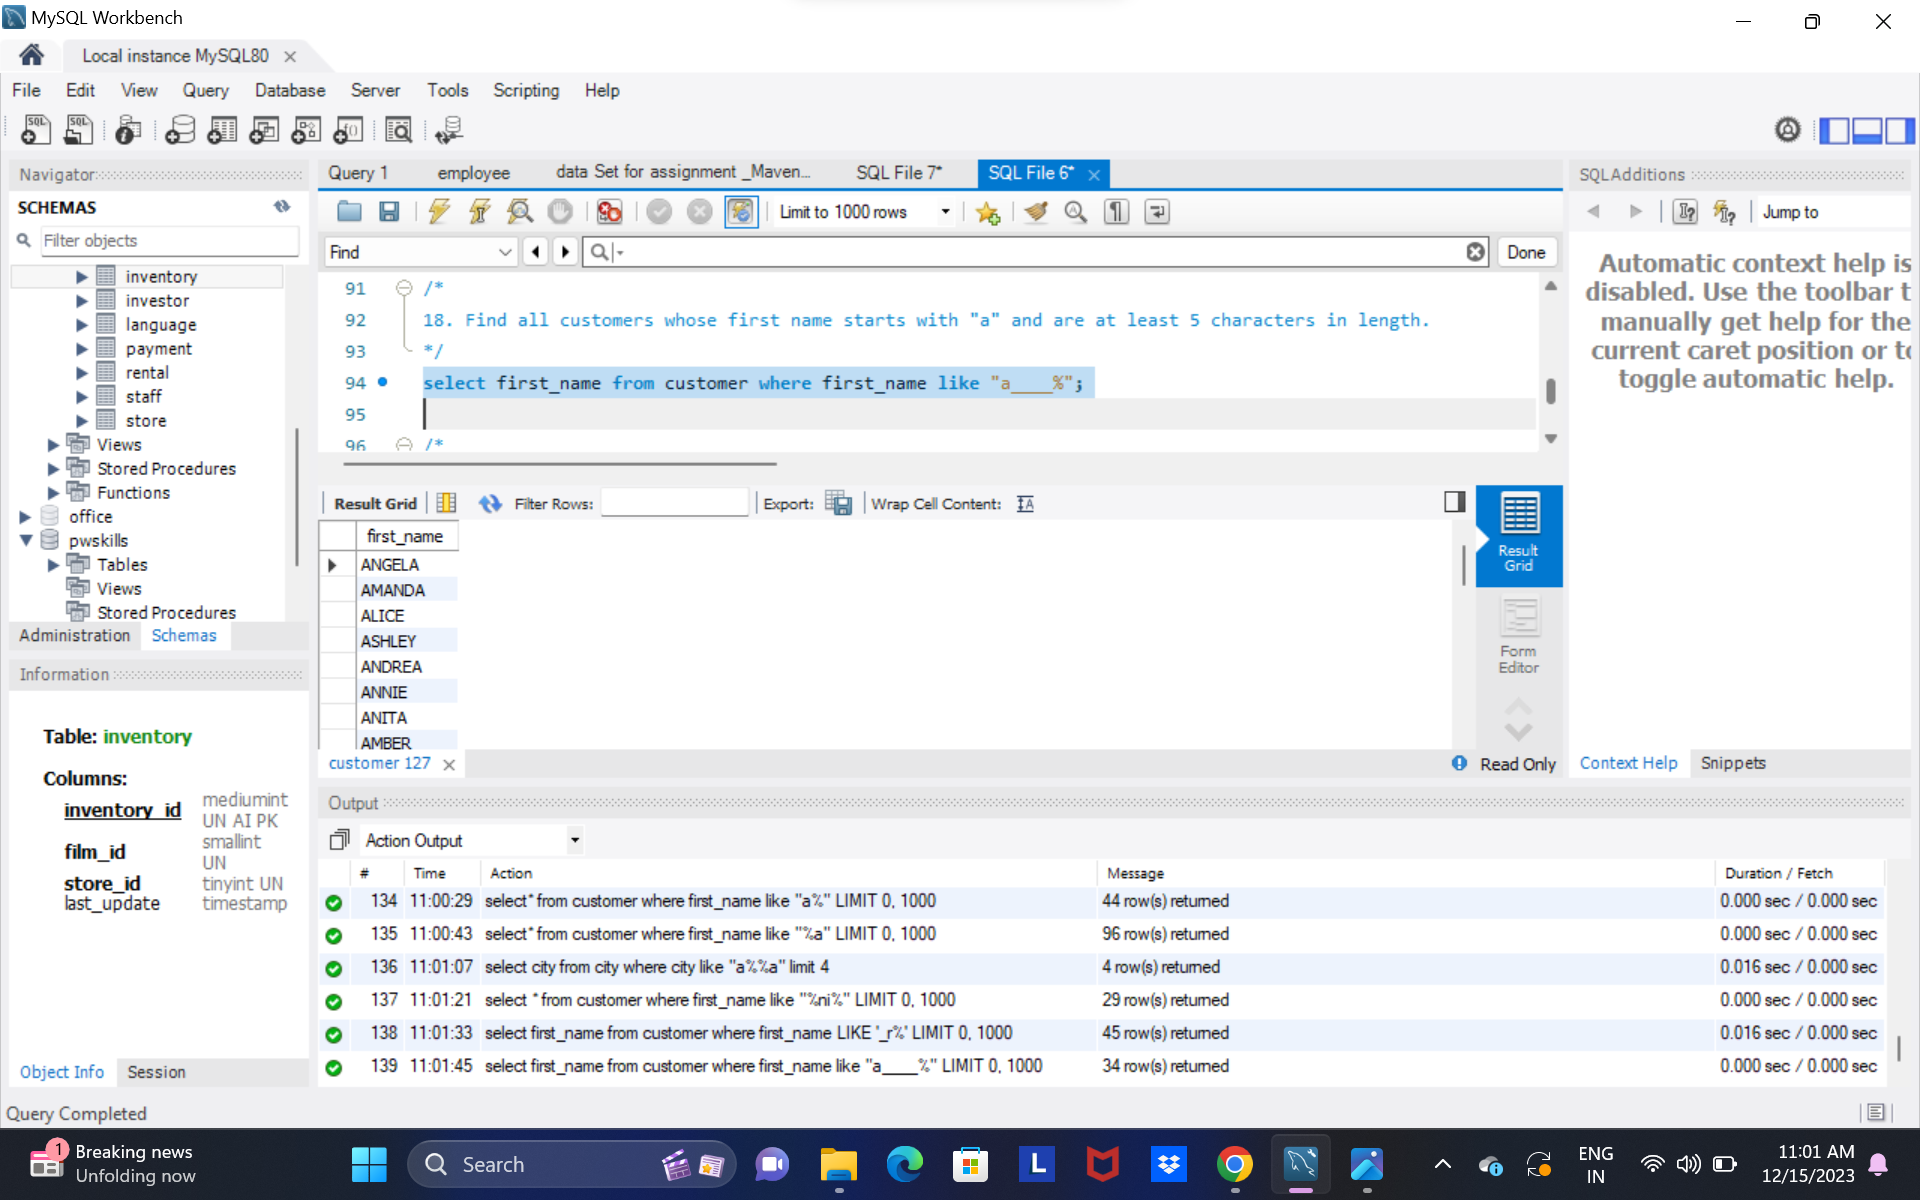 MySQL Workbench
Local instance MySQL80
File Edit View Query Database Server Tools Scripting Help
Navigator
SCHEMAS
Filter objects
inventory
investor
language
payment
rental
staff
store
Views
Stored Procedures
Functions
office
pwskills
Tables
Views
Stored Procedures
Administration Schemas
Information
Table: inventory
Columns:
inventory_id mediumint UN AI PK
film_id smallint UN
store_id tinyint UN
last_update timestamp
Object Info Session
Query 1 employee data Set for assignment _Maven... SQL File 7* SQL File 6*
Limit to 1000 rows
Find Done
91 /*
92 18. Find all customers whose first name starts with "a" and are at least 5 characters in length.
93 */
94 select first_name from customer where first_name like "a____%";
95
96 /*
Result Grid Filter Rows: Export: Wrap Cell Content:
first_name
ANGELA
AMANDA
ALICE
ASHLEY
ANDREA
ANNIE
ANITA
AMBER
Result Grid
Form Editor
customer 127 Read Only
SQLAdditions
Jump to
Automatic context help is
disabled. Use the toolbar t
manually get help for the
current caret position or to
toggle automatic help.
Context Help Snippets
Output
Action Output
# Time Action Message Duration / Fetch
134 11:00:29 select* from customer where first_name like "a%" LIMIT 0, 1000 44 row(s) returned 0.000 sec / 0.000 sec
135 11:00:43 select* from customer where first_name like "%a" LIMIT 0, 1000 96 row(s) returned 0.000 sec / 0.000 sec
136 11:01:07 select city from city where city like "a%%a" limit 4 4 row(s) returned 0.016 sec / 0.000 sec
137 11:01:21 select * from customer where first_name like "%ni%" LIMIT 0, 1000 29 row(s) returned 0.000 sec / 0.000 sec
138 11:01:33 select first_name from customer where first_name LIKE '_r%' LIMIT 0, 1000 45 row(s) returned 0.016 sec / 0.000 sec
139 11:01:45 select first_name from customer where first_name like "a____%" LIMIT 0, 1000 34 row(s) returned 0.000 sec / 0.000 sec
Query Completed
1 Breaking news
Unfolding now
Search
L
ENG
IN
11:01 AM
12/15/2023